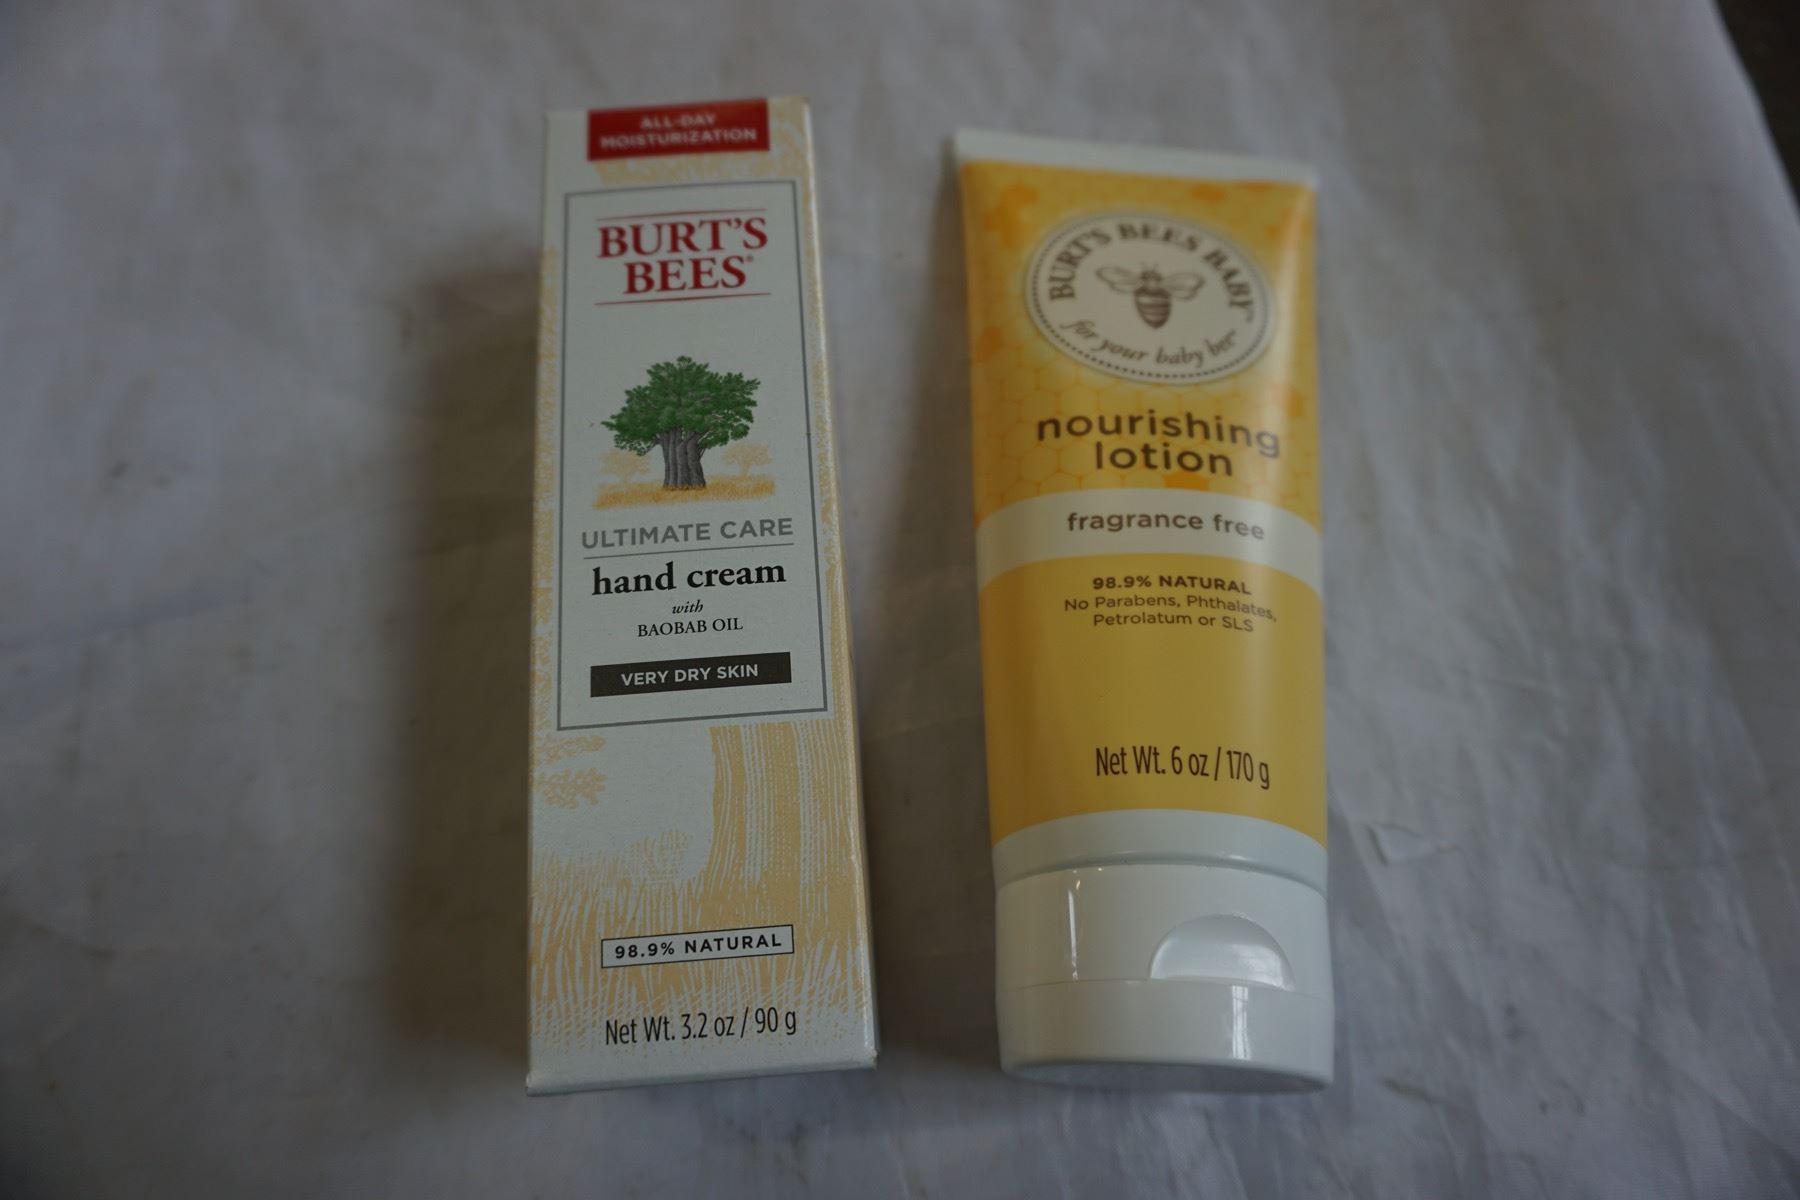 ALL-DAY
MOISTURIZATION
BURT'S
BEES®
ULTIMATE CARE
hand cream
with
BAOBAB OIL
VERY DRY SKIN
98.9% NATURAL
Net Wt. 3.2 oz / 90 g
BURT'S BEES BABY
for your baby bee
nourishing
lotion
fragrance free
98.9% NATURAL
No Parabens, Phthalates,
Petrolatum or SLS
Net Wt. 6 oz / 170 g